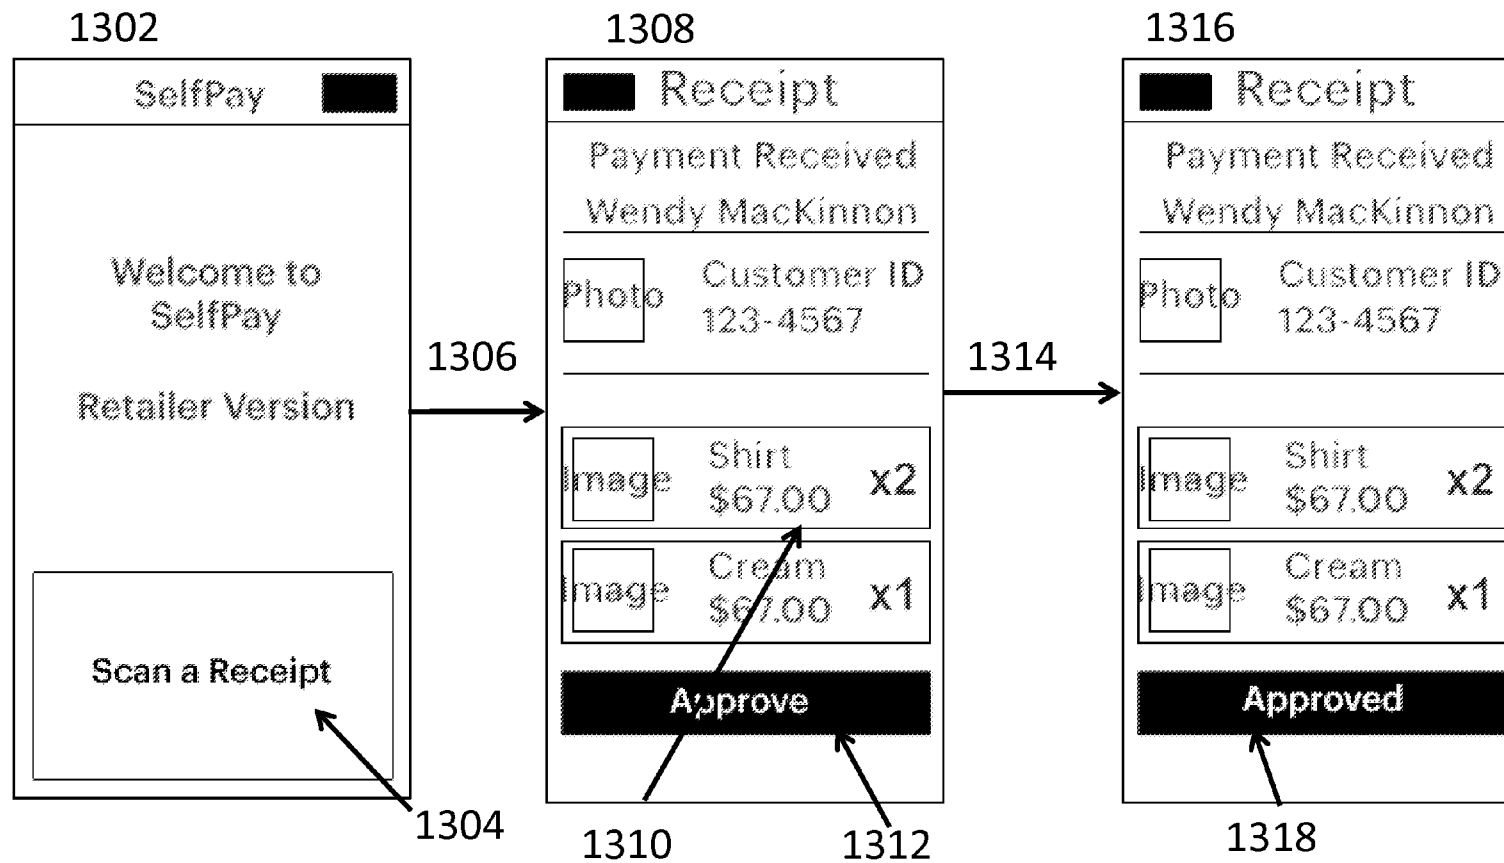 1302
SelfPay
Welcome to
SelfPay
Retailer Version
Scan a Receipt
1304
1306
1308
Receipt
Payment Received
Wendy MacKinnon
Photo
Customer ID
123-4567
Image
Shirt
$67.00
x2
Image
Cream
$67.00
x1
Approve
1310
1312
1314
1316
Receipt
Payment Received
Wendy MacKinnon
Photo
Customer ID
123-4567
Image
Shirt
$67.00
x2
Image
Cream
$67.00
x1
Approved
1318